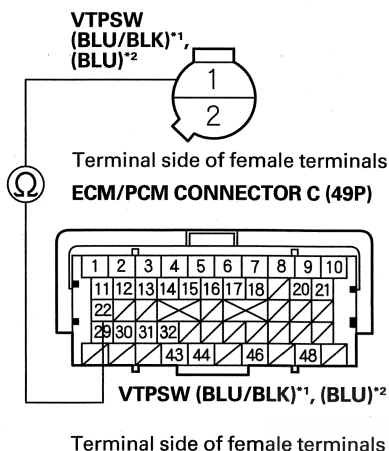 VTPSW
(BLU/BLK)*1,
(BLU)*2
1
2
Terminal side of female terminals
Ω
ECM/PCM CONNECTOR C (49P)
1 2 3 4 5 6 7 8 9 10
11 12 13 14 15 16 17 18 20 21
22
29 30 31 32
43 44 46 48
VTPSW (BLU/BLK)*1, (BLU)*2
Terminal side of female terminals